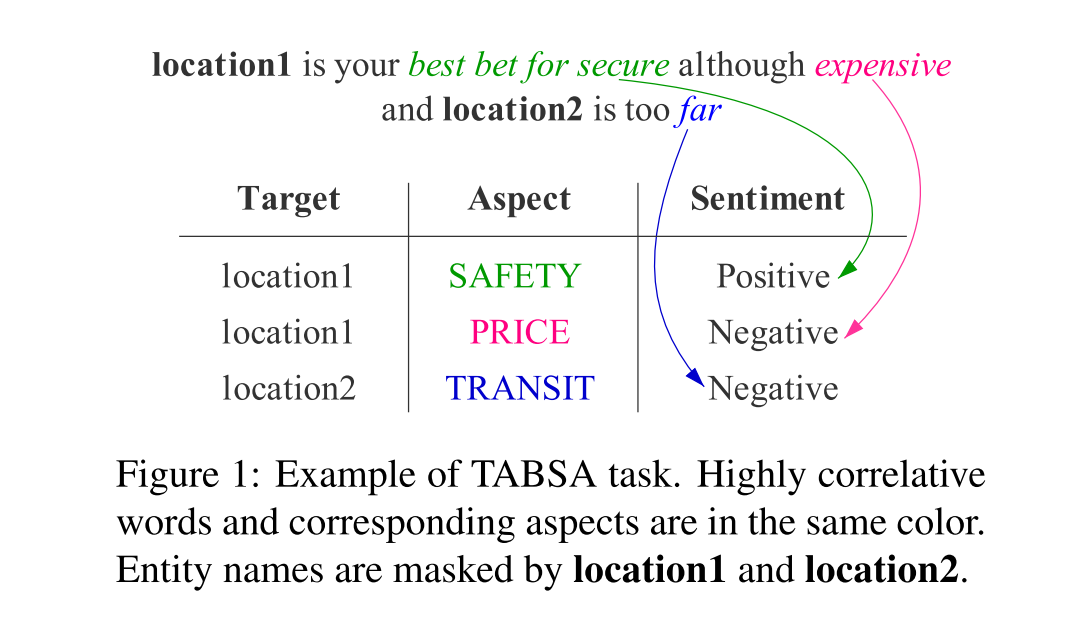 location1 is your best bet for secure although expensive
and location2 is too far
Target Aspect Sentiment
location1 SAFETY Positive
location1 PRICE Negative
location2 TRANSIT Negative
Figure 1: Example of TABSA task. Highly correlative
words and corresponding aspects are in the same color.
Entity names are masked by location1 and location2.